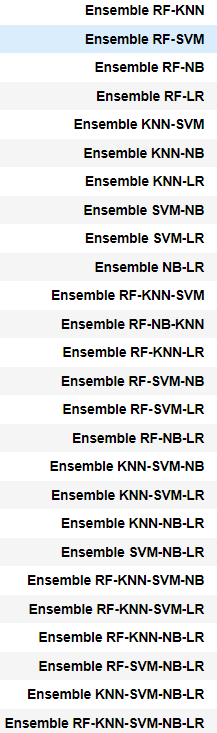 Ensemble RF-KNN
Ensemble RF-SVM
Ensemble RF-NB
Ensemble RF-LR
Ensemble KNN-SVM
Ensemble KNN-NB
Ensemble KNN-LR
Ensemble SVM-NB
Ensemble SVM-LR
Ensemble NB-LR
Ensemble RF-KNN-SVM
Ensemble RF-NB-KNN
Ensemble RF-KNN-LR
Ensemble RF-SVM-NB
Ensemble RF-SVM-LR
Ensemble RF-NB-LR
Ensemble KNN-SVM-NB
Ensemble KNN-SVM-LR
Ensemble KNN-NB-LR
Ensemble SVM-NB-LR
Ensemble RF-KNN-SVM-NB
Ensemble RF-KNN-SVM-LR
Ensemble RF-KNN-NB-LR
Ensemble RF-SVM-NB-LR
Ensemble KNN-SVM-NB-LR
Ensemble RF-KNN-SVM-NB-LR